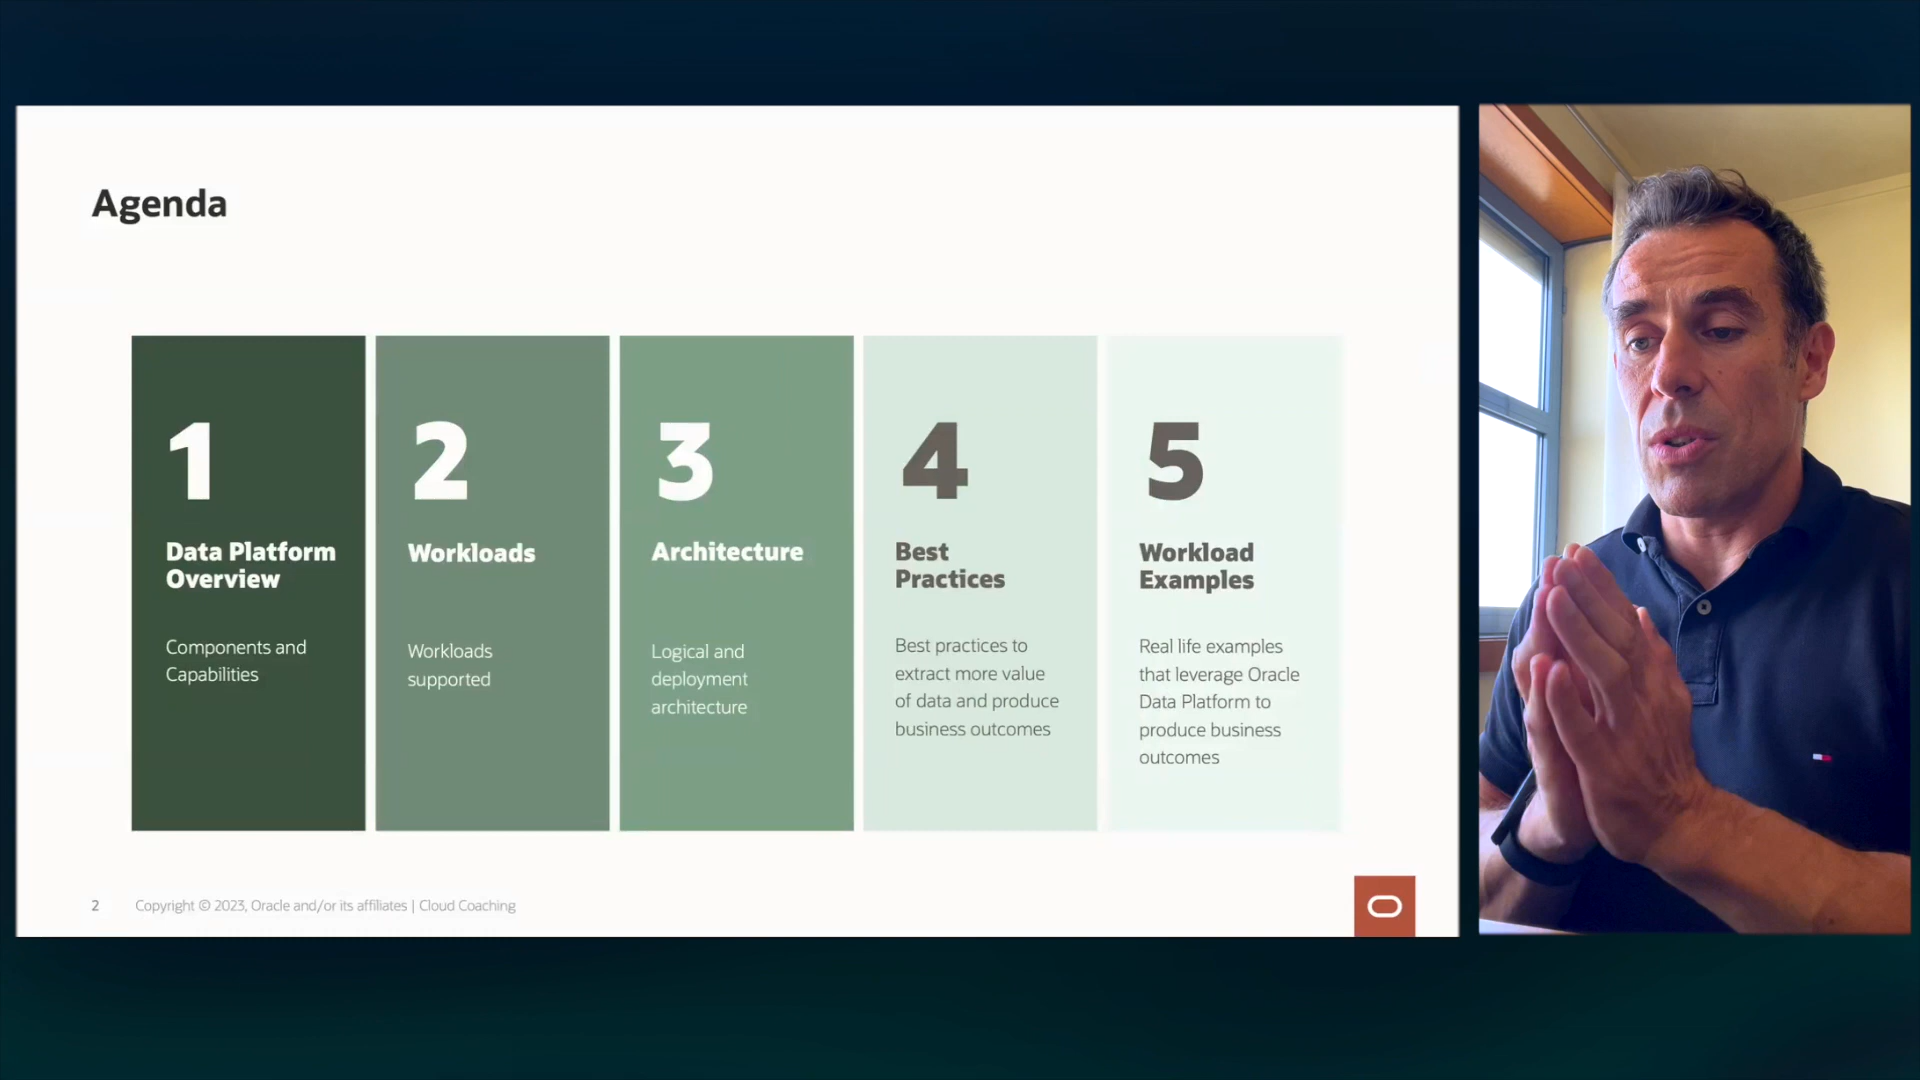 Agenda
1
Data Platform
Overview
Components and
Capabilities
2
Workloads
Workloads
supported
3
Architecture
Logical and
deployment
architecture
4
Best
Practices
Best practices to
extract more value
of data and produce
business outcomes
5
Workload
Examples
Real life examples
that leverage Oracle
Data Platform to
produce business
outcomes
2
Copyright © 2023, Oracle and/or its affiliates | Cloud Coaching